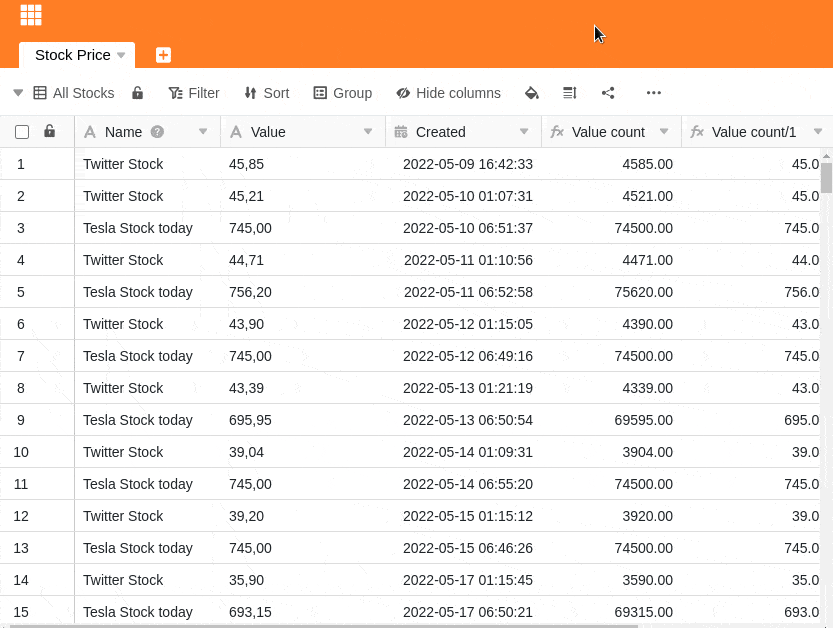 Stock Price
All Stocks Filter Sort Group Hide columns
Name Value Created Value count Value count/1
1 Twitter Stock 45,85 2022-05-09 16:42:33 4585.00 45.0
2 Twitter Stock 45,21 2022-05-10 01:07:31 4521.00 45.0
3 Tesla Stock today 745,00 2022-05-10 06:51:37 74500.00 745.0
4 Twitter Stock 44,71 2022-05-11 01:10:56 4471.00 44.0
5 Tesla Stock today 756,20 2022-05-11 06:52:58 75620.00 756.0
6 Twitter Stock 43,90 2022-05-12 01:15:05 4390.00 43.0
7 Tesla Stock today 745,00 2022-05-12 06:49:16 74500.00 745.0
8 Twitter Stock 43,39 2022-05-13 01:21:19 4339.00 43.0
9 Tesla Stock today 695,95 2022-05-13 06:50:54 69595.00 695.0
10 Twitter Stock 39,04 2022-05-14 01:09:31 3904.00 39.0
11 Tesla Stock today 745,00 2022-05-14 06:55:20 74500.00 745.0
12 Twitter Stock 39,20 2022-05-15 01:15:12 3920.00 39.0
13 Tesla Stock today 745,00 2022-05-15 06:46:26 74500.00 745.0
14 Twitter Stock 35,90 2022-05-17 01:15:45 3590.00 35.0
15 Tesla Stock today 693,15 2022-05-17 06:50:21 69315.00 693.0